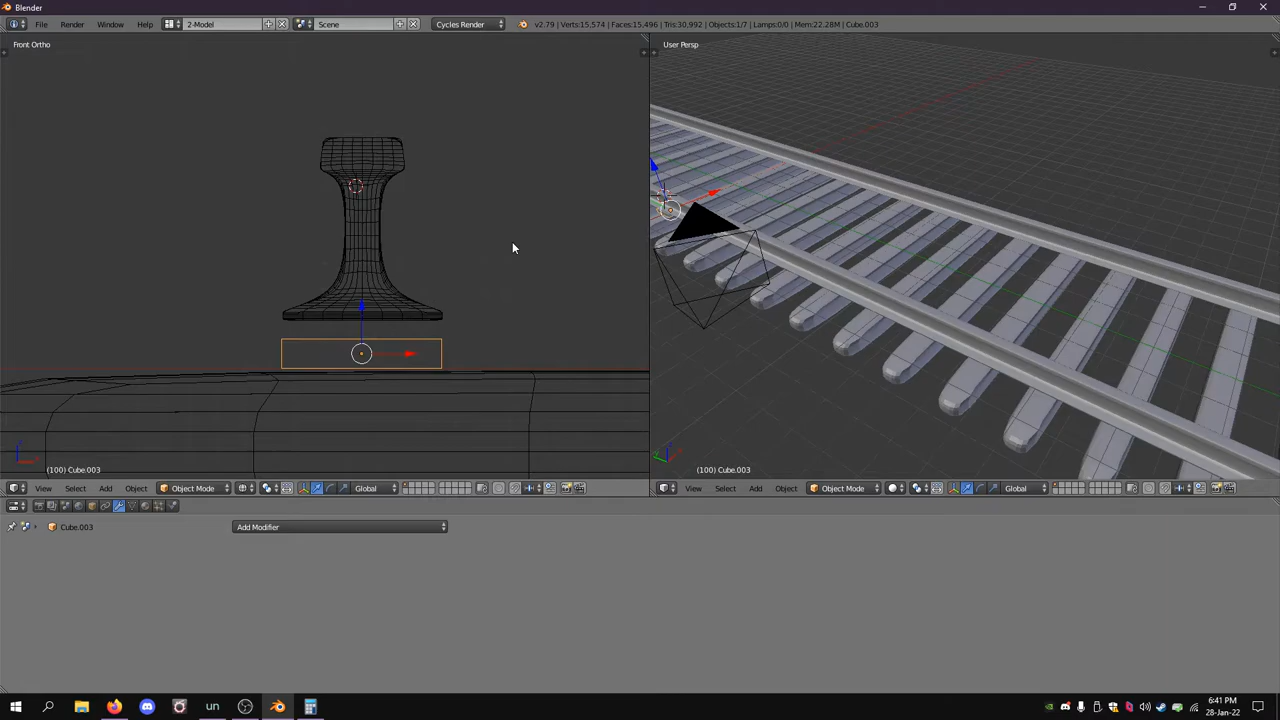 Blender
File Render Window Help 2-Model Scene Cycles Render v2.79 | Verts:15,574 | Faces:15,496 | Tris:30,992 | Objects:1/7 | Lamps:0/0 | Mem:22.28M | Cube.003
Front Ortho
User Persp
(100) Cube.003
(100) Cube.003
View Select Add Object Object Mode Global
View Select Add Object Object Mode Global
Cube.003 Add Modifier
un
6:41 PM
28-Jan-22